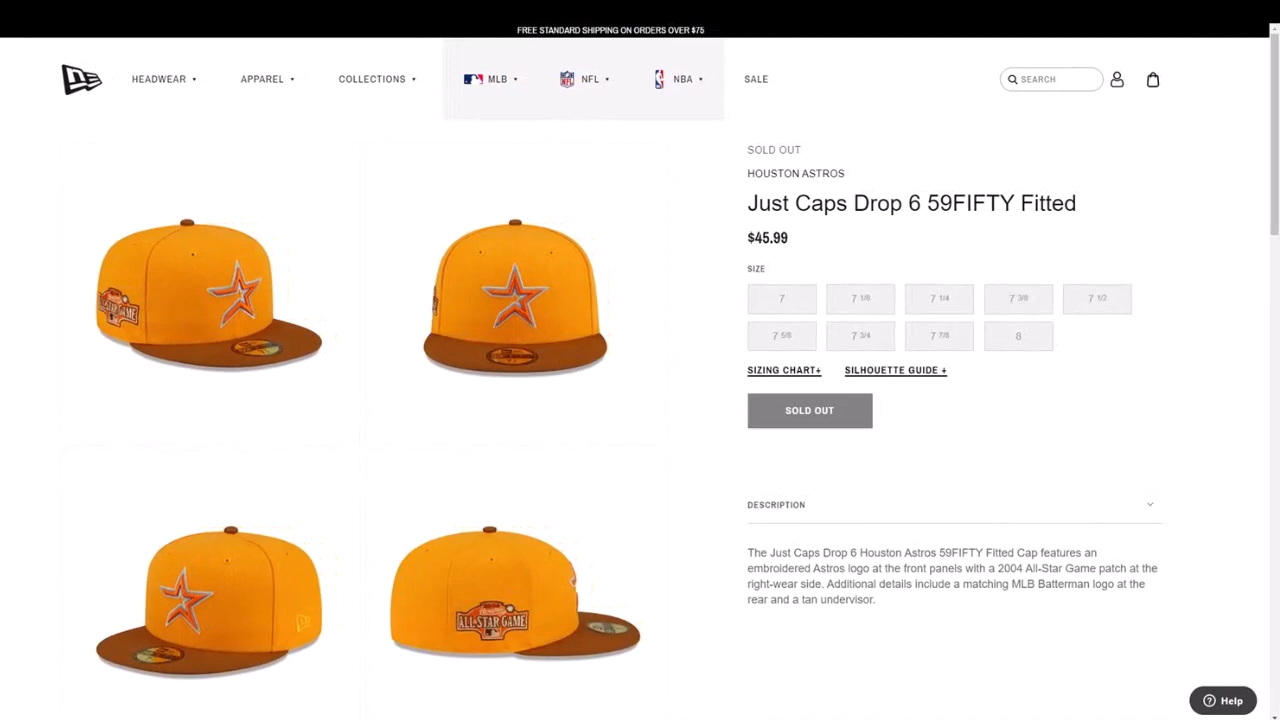 FREE STANDARD SHIPPING ON ORDERS OVER $75
HEADWEAR APPAREL COLLECTIONS MLB NFL NBA SALE SEARCH
SOLD OUT
HOUSTON ASTROS
Just Caps Drop 6 59FIFTY Fitted
$45.99
SIZE
7 7 1/8 7 1/4 7 3/8 7 1/2
7 5/8 7 3/4 7 7/8 8
SIZING CHART+ SILHOUETTE GUIDE +
SOLD OUT
DESCRIPTION
The Just Caps Drop 6 Houston Astros 59FIFTY Fitted Cap features an
embroidered Astros logo at the front panels with a 2004 All-Star Game patch at the
right-wear side. Additional details include a matching MLB Batterman logo at the
rear and a tan undervisor.
ALL-STAR GAME
Help